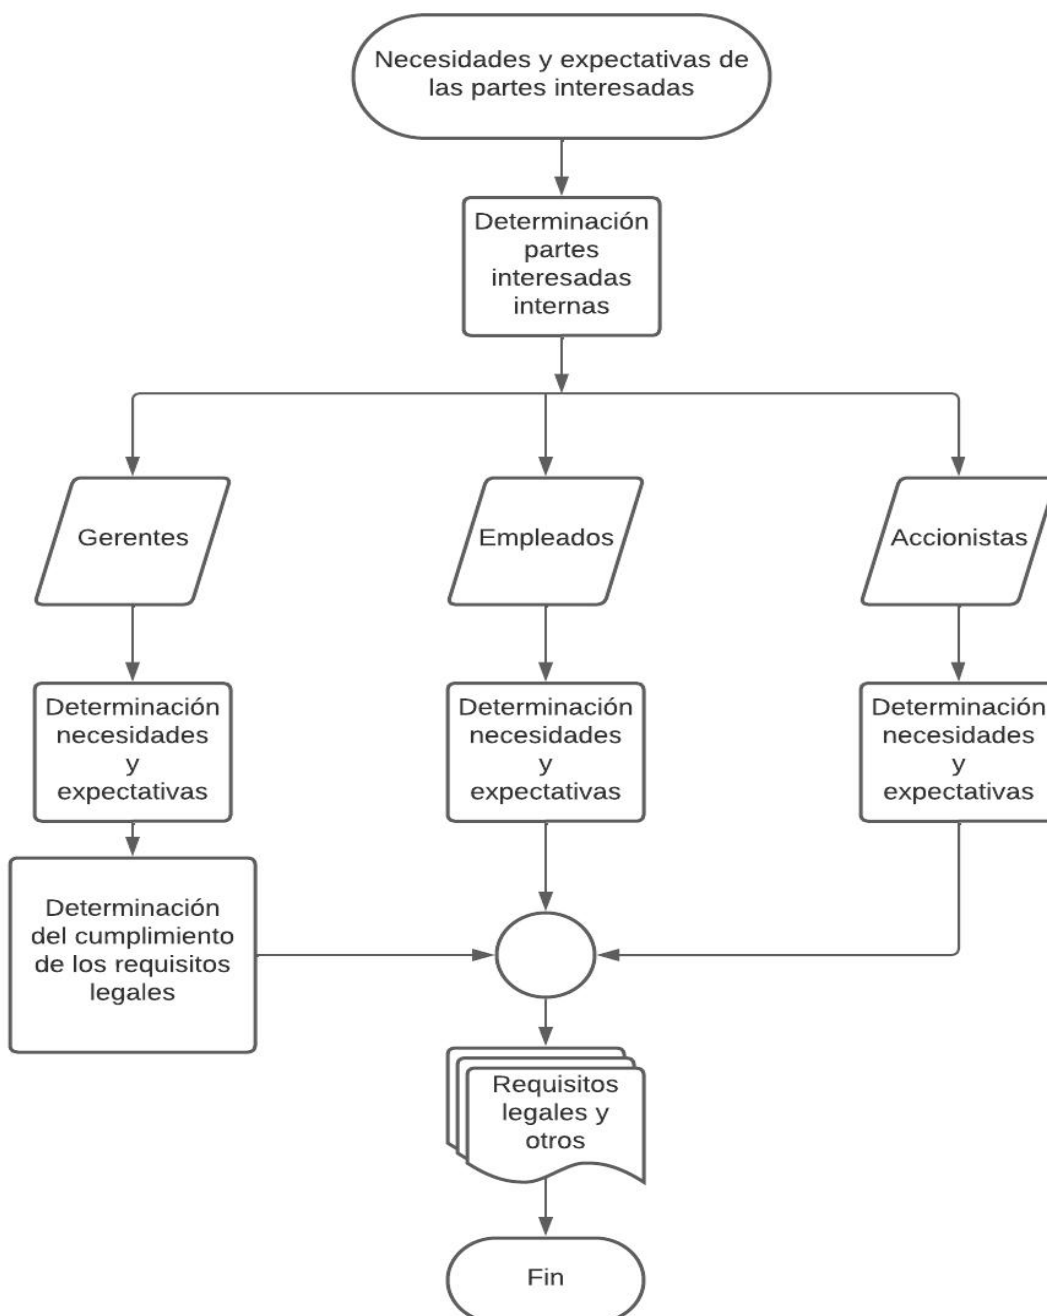 Necesidades y expectativas de
las partes interesadas
Determinación
partes
interesadas
internas
Gerentes
Empleados
Accionistas
Determinación
necesidades
y
expectativas
Determinación
necesidades
y
expectativas
Determinación
necesidades
y
expectativas
Determinación
del cumplimiento
de los requisitos
legales
Requisitos
legales y
otros
Fin